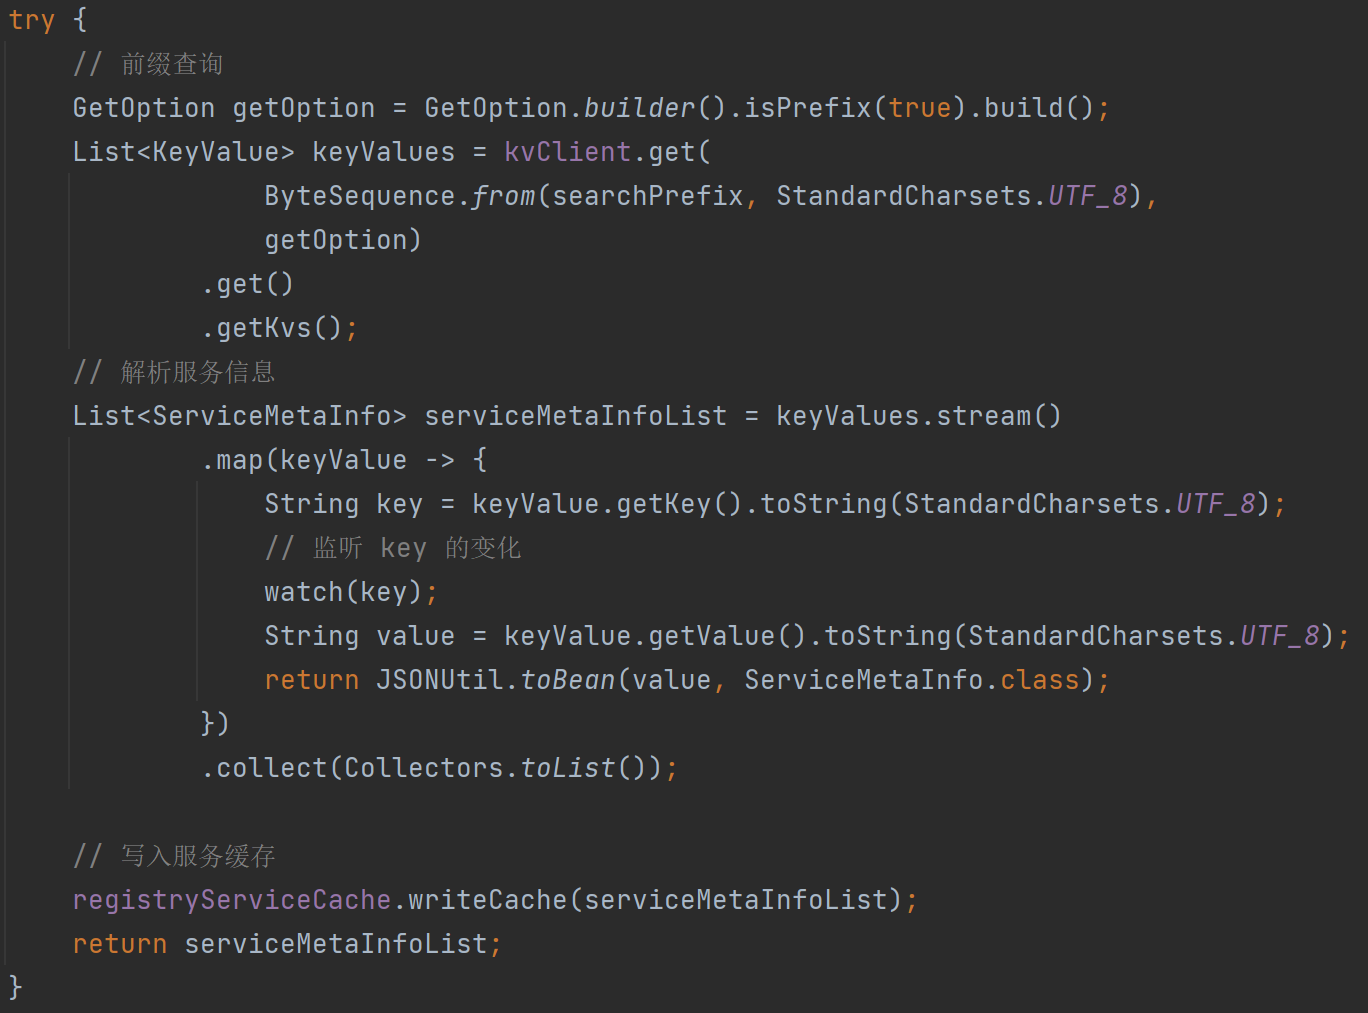 try {
// 前缀查询
GetOption getOption = GetOption.builder().isPrefix(true).build();
List<KeyValue> keyValues = kvClient.get(
ByteSequence.from(searchPrefix, StandardCharsets.UTF_8),
getOption)
.get()
.getKvs();
// 解析服务信息
List<ServiceMetaInfo> serviceMetaInfoList = keyValues.stream()
.map(keyValue -> {
String key = keyValue.getKey().toString(StandardCharsets.UTF_8);
// 监听 key 的变化
watch(key);
String value = keyValue.getValue().toString(StandardCharsets.UTF_8);
return JSONUtil.toBean(value, ServiceMetaInfo.class);
})
.collect(Collectors.toList());
// 写入服务缓存
registryServiceCache.writeCache(serviceMetaInfoList);
return serviceMetaInfoList;
}